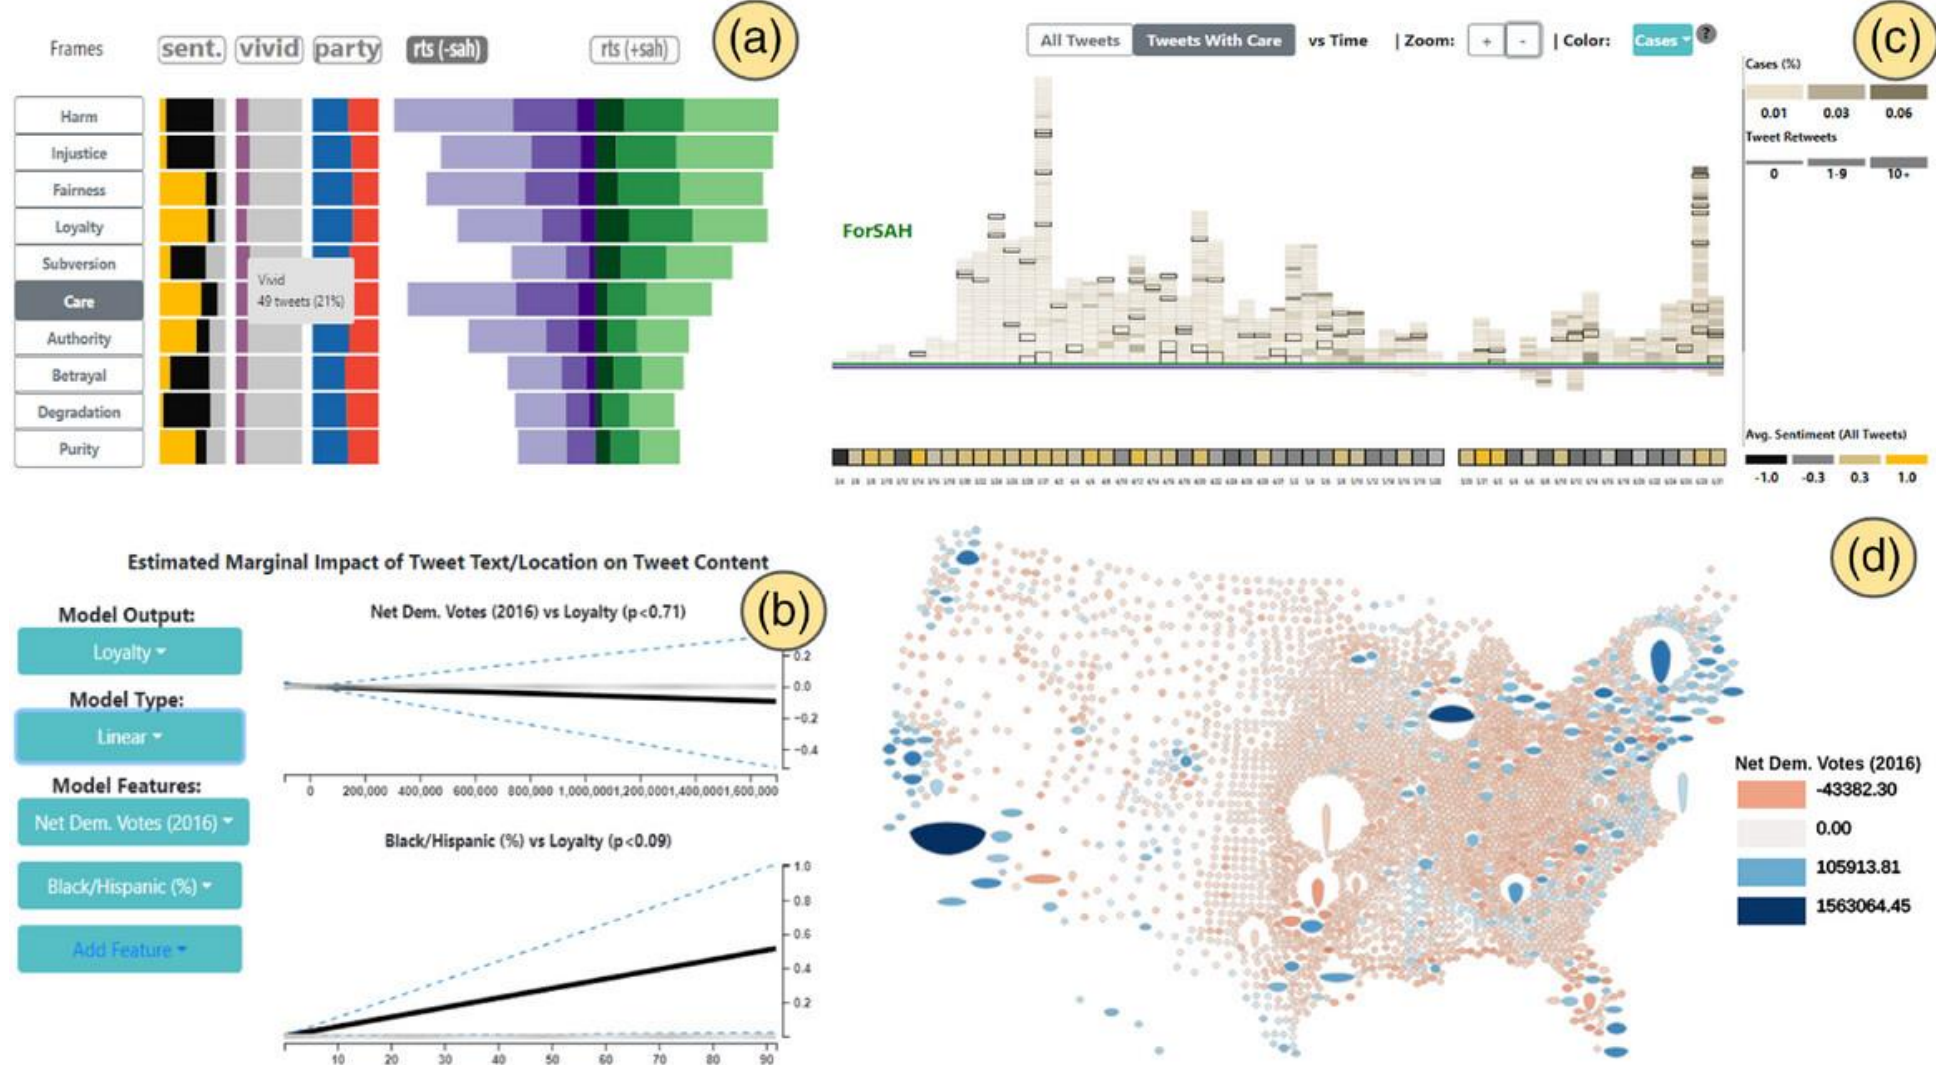 Frames
sent. vivid party rts (-sah) rts (+sah)
(a)
Harm
Injustice
Fairness
Loyalty
Subversion
Care
Authority
Betrayal
Degradation
Purity
Vivid
49 tweets (21%)
All Tweets Tweets With Care vs Time | Zoom: + - | Color: Cases ?
(c)
Cases (%)
0.01 0.03 0.06
Tweet Retweets
0 1-9 10+
ForSAH
Avg. Sentiment (All Tweets)
-1.0 -0.3 0.3 1.0
Estimated Marginal Impact of Tweet Text/Location on Tweet Content
(b)
Model Output:
Loyalty
Model Type:
Linear
Model Features:
Net Dem. Votes (2016)
Black/Hispanic (%)
Add Feature
Net Dem. Votes (2016) vs Loyalty (p<0.71)
0.2
0.0
-0.2
-0.4
0 200,000 400,000 600,000 800,000 1,000,000 1,200,000 1,400,000 1,600,000
Black/Hispanic (%) vs Loyalty (p<0.09)
1.0
0.8
0.6
0.4
0.2
10 20 30 40 50 60 70 80 90
(d)
Net Dem. Votes (2016)
-43382.30
0.00
105913.81
1563064.45